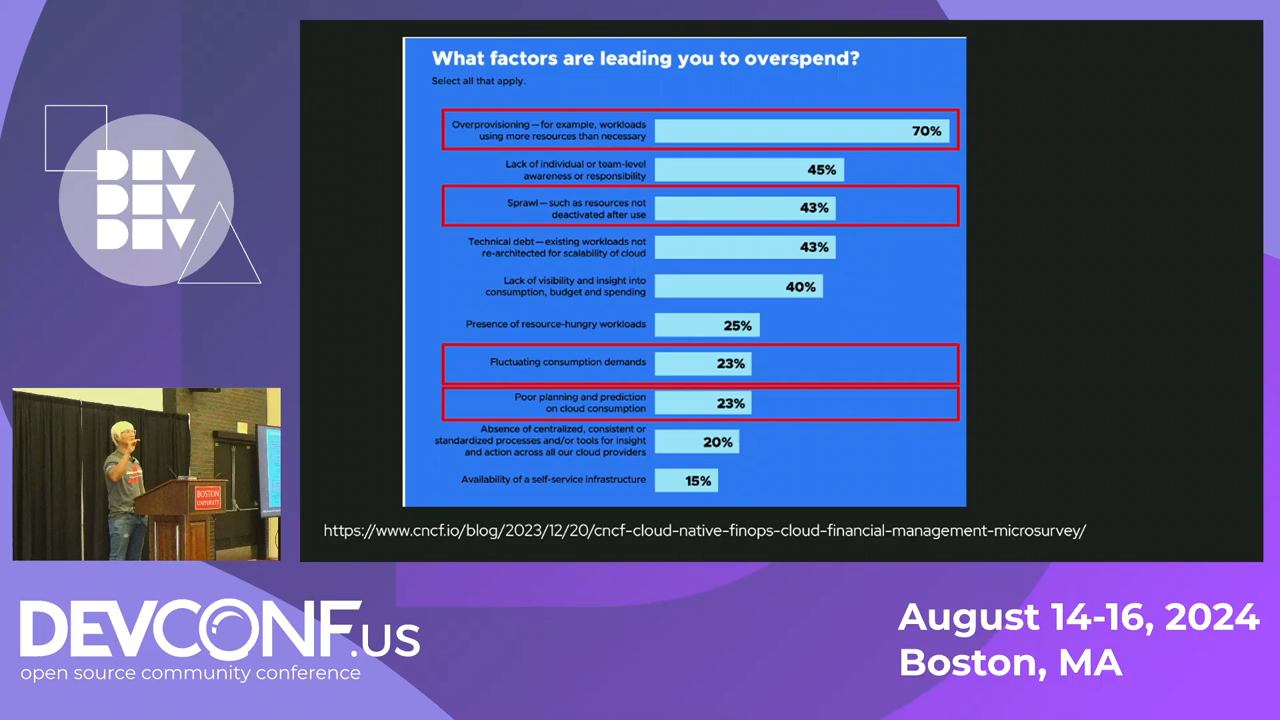 What factors are leading you to overspend?
Select all that apply.
Overprovisioning—for example, workloads
using more resources than necessary
70%
Lack of individual or team-level
awareness or responsibility
45%
Sprawl—such as resources not
deactivated after use
43%
Technical debt—existing workloads not
re-architected for scalability of cloud
43%
Lack of visibility and insight into
consumption, budget and spending
40%
Presence of resource-hungry workloads
25%
Fluctuating consumption demands
23%
Poor planning and prediction
on cloud consumption
23%
Absence of centralized, consistent or
standardized processes and/or tools for insight
and action across all our cloud providers
20%
Availability of a self-service infrastructure
15%
https://www.cncf.io/blog/2023/12/20/cncf-cloud-native-finops-cloud-financial-management-microsurvey/
DEV
DEV
DEV
BOSTON
UNIVERSITY
DEVCONF.US
open source community conference
August 14-16, 2024
Boston, MA